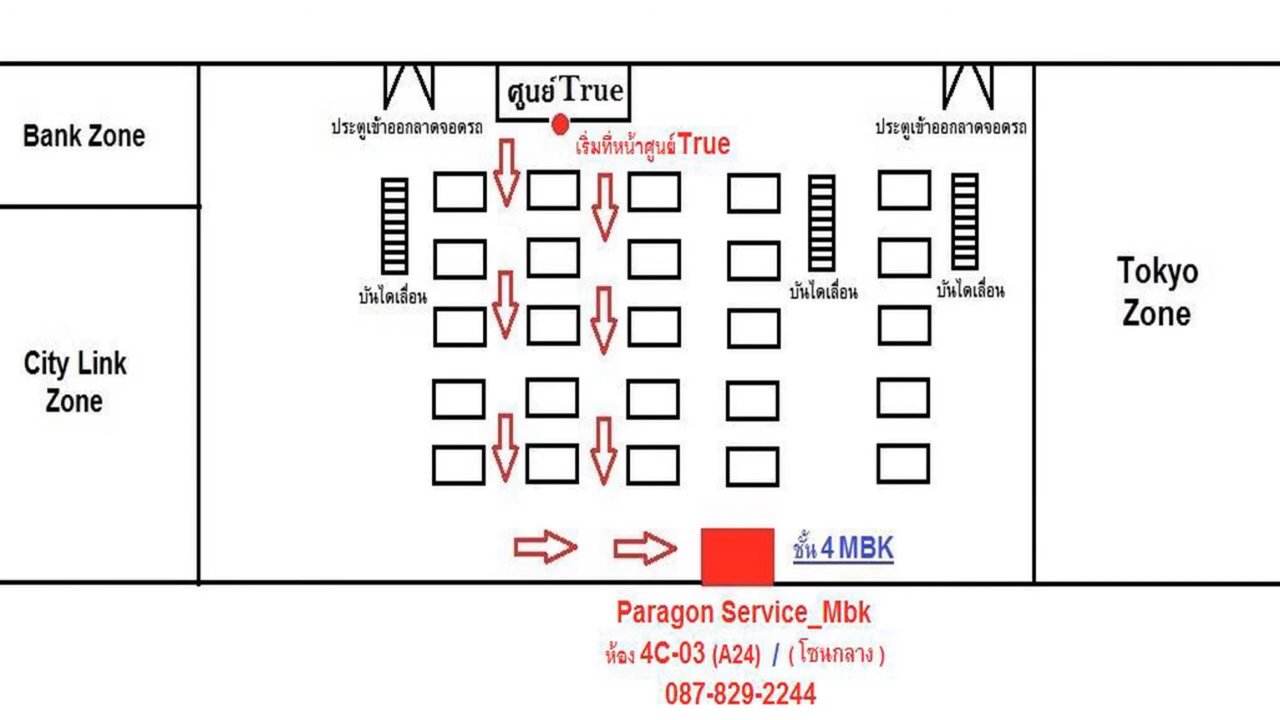 ศูนย์True
ประตูเข้าออกลาดจอดรถ
ประตูเข้าออกลาดจอดรถ
Bank Zone
เริ่มที่หน้าศูนย์True
บันไดเลื่อน
บันไดเลื่อน
บันไดเลื่อน
Tokyo
Zone
City Link
Zone
ชั้น 4 MBK
Paragon Service_Mbk
ห้อง 4C-03 (A24) / ( โซนกลาง )
087-829-2244